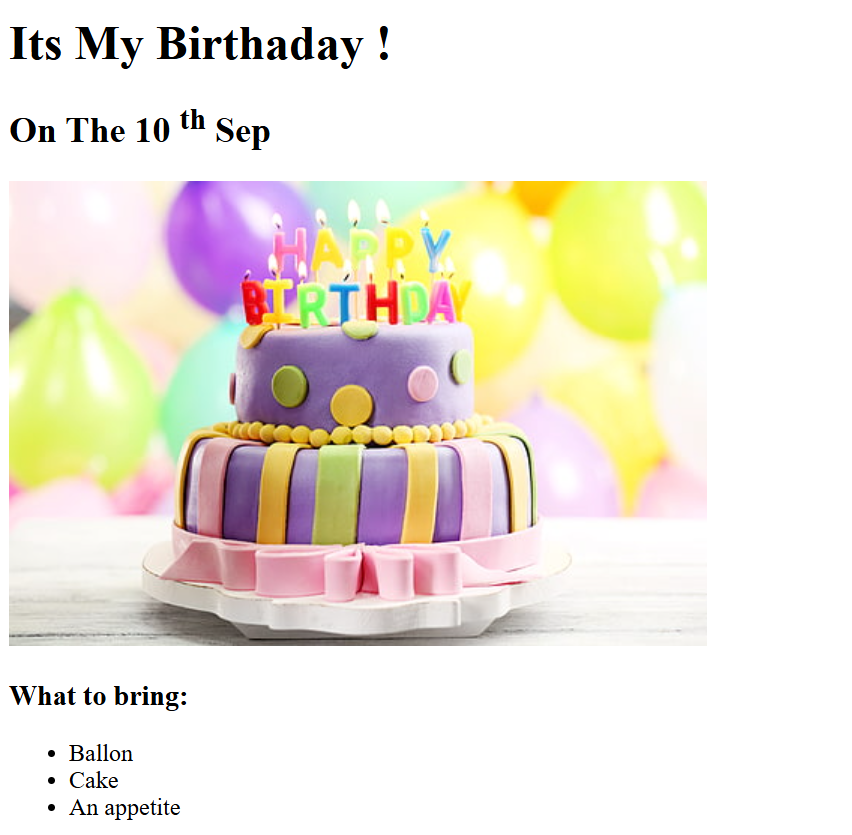 Its My Birthaday !
On The 10 th Sep
HAPPY
BIRTHDAY
What to bring:
Ballon
Cake
An appetite